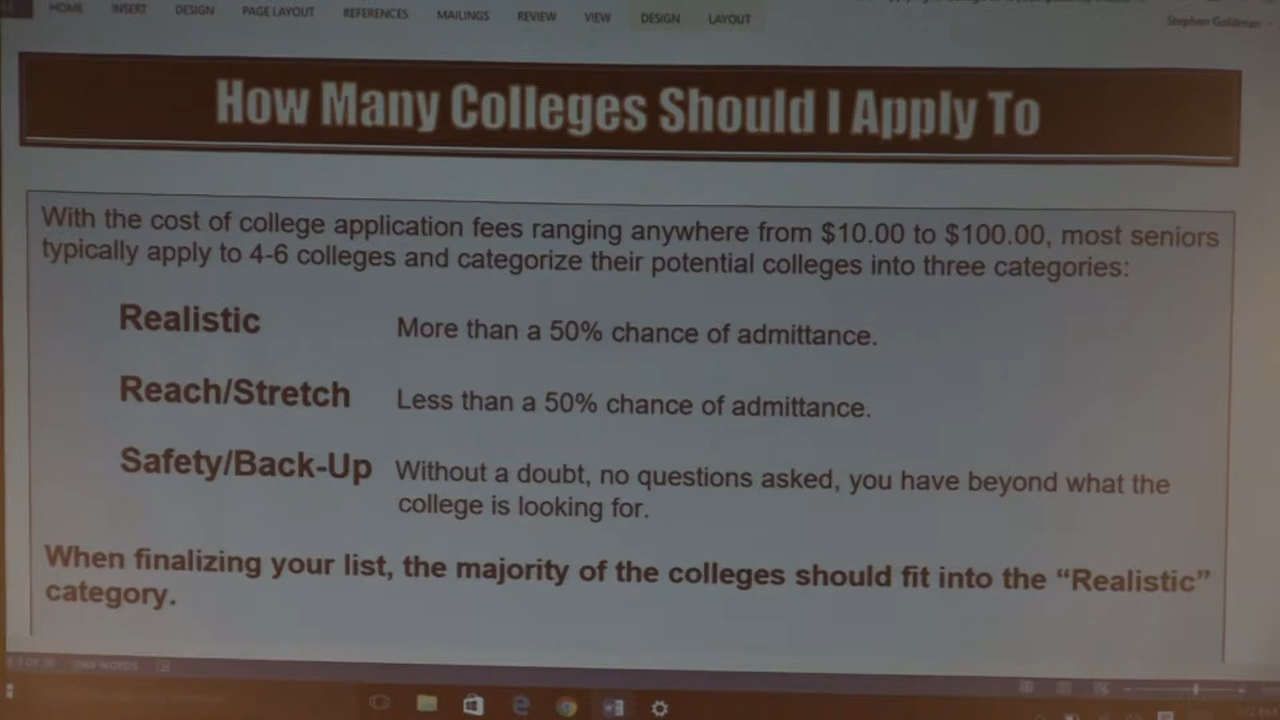 HOME INSERT DESIGN PAGE LAYOUT REFERENCES MAILINGS REVIEW VIEW DESIGN LAYOUT
Stephen Goldman
How Many Colleges Should I Apply To
With the cost of college application fees ranging anywhere from $10.00 to $100.00, most seniors
typically apply to 4-6 colleges and categorize their potential colleges into three categories:
Realistic More than a 50% chance of admittance.
Reach/Stretch Less than a 50% chance of admittance.
Safety/Back-Up Without a doubt, no questions asked, you have beyond what the
college is looking for.
When finalizing your list, the majority of the colleges should fit into the “Realistic”
category.
WORDS